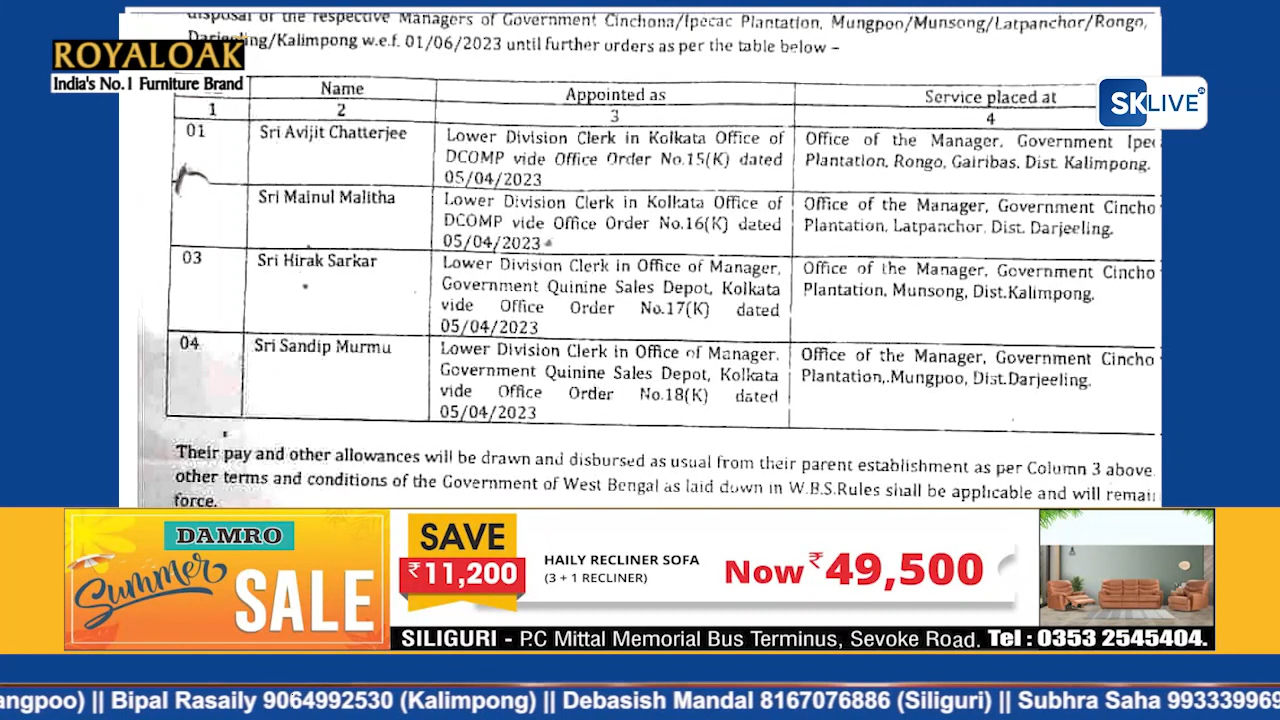 disposal of the respective Managers of Government Cinchona/Ipecac Plantation, Mungpoo/Munsong/Latpanchor/Rongo,
Darjeeling/Kalimpong w.e.f. 01/06/2023 until further orders as per the table below –
ROYALOAK
India's No.1 Furniture Brand
SK LIVE 24
Name
Appointed as
Service placed at
1
2
3
4
01
Sri Avijit Chatterjee
Lower Division Clerk in Kolkata Office of
DCOMP vide Office Order No.15(K) dated
05/04/2023
Office of the Manager, Government Ipec
Plantation, Rongo, Gairibas. Dist. Kalimpong.
Sri Mainul Malitha
Lower Division Clerk in Kolkata Office of
DCOMP vide Office Order No.16(K) dated
05/04/2023
Office of the Manager, Government Cincho
Plantation, Latpanchor, Dist. Darjeeling.
03
Sri Hirak Sarkar
Lower Division Clerk in Office of Manager,
Government Quinine Sales Depot, Kolkata
vide Office Order No.17(K) dated
05/04/2023
Office of the Manager, Government Cincho
Plantation, Munsong, Dist.Kalimpong.
04
Sri Sandip Murmu
Lower Division Clerk in Office of Manager,
Government Quinine Sales Depot, Kolkata
vide Office Order No.18(K) dated
05/04/2023
Office of the Manager, Government Cincho
Plantation,.Mungpoo, Dist.Darjeeling.
Their pay and other allowances will be drawn and disbursed as usual from their parent establishment as per Column 3 above.
other terms and conditions of the Government of West Bengal as laid down in W.B.S.Rules shall be applicable and will remai
force.
DAMRO
Summer
SALE
SAVE
₹11,200
HAILY RECLINER SOFA
(3 + 1 RECLINER)
Now ₹49,500
SILIGURI - P.C Mittal Memorial Bus Terminus, Sevoke Road. Tel : 0353 2545404.
angpoo) || Bipal Rasaily 9064992530 (Kalimpong) || Debasish Mandal 8167076886 (Siliguri) || Subhra Saha 993339969